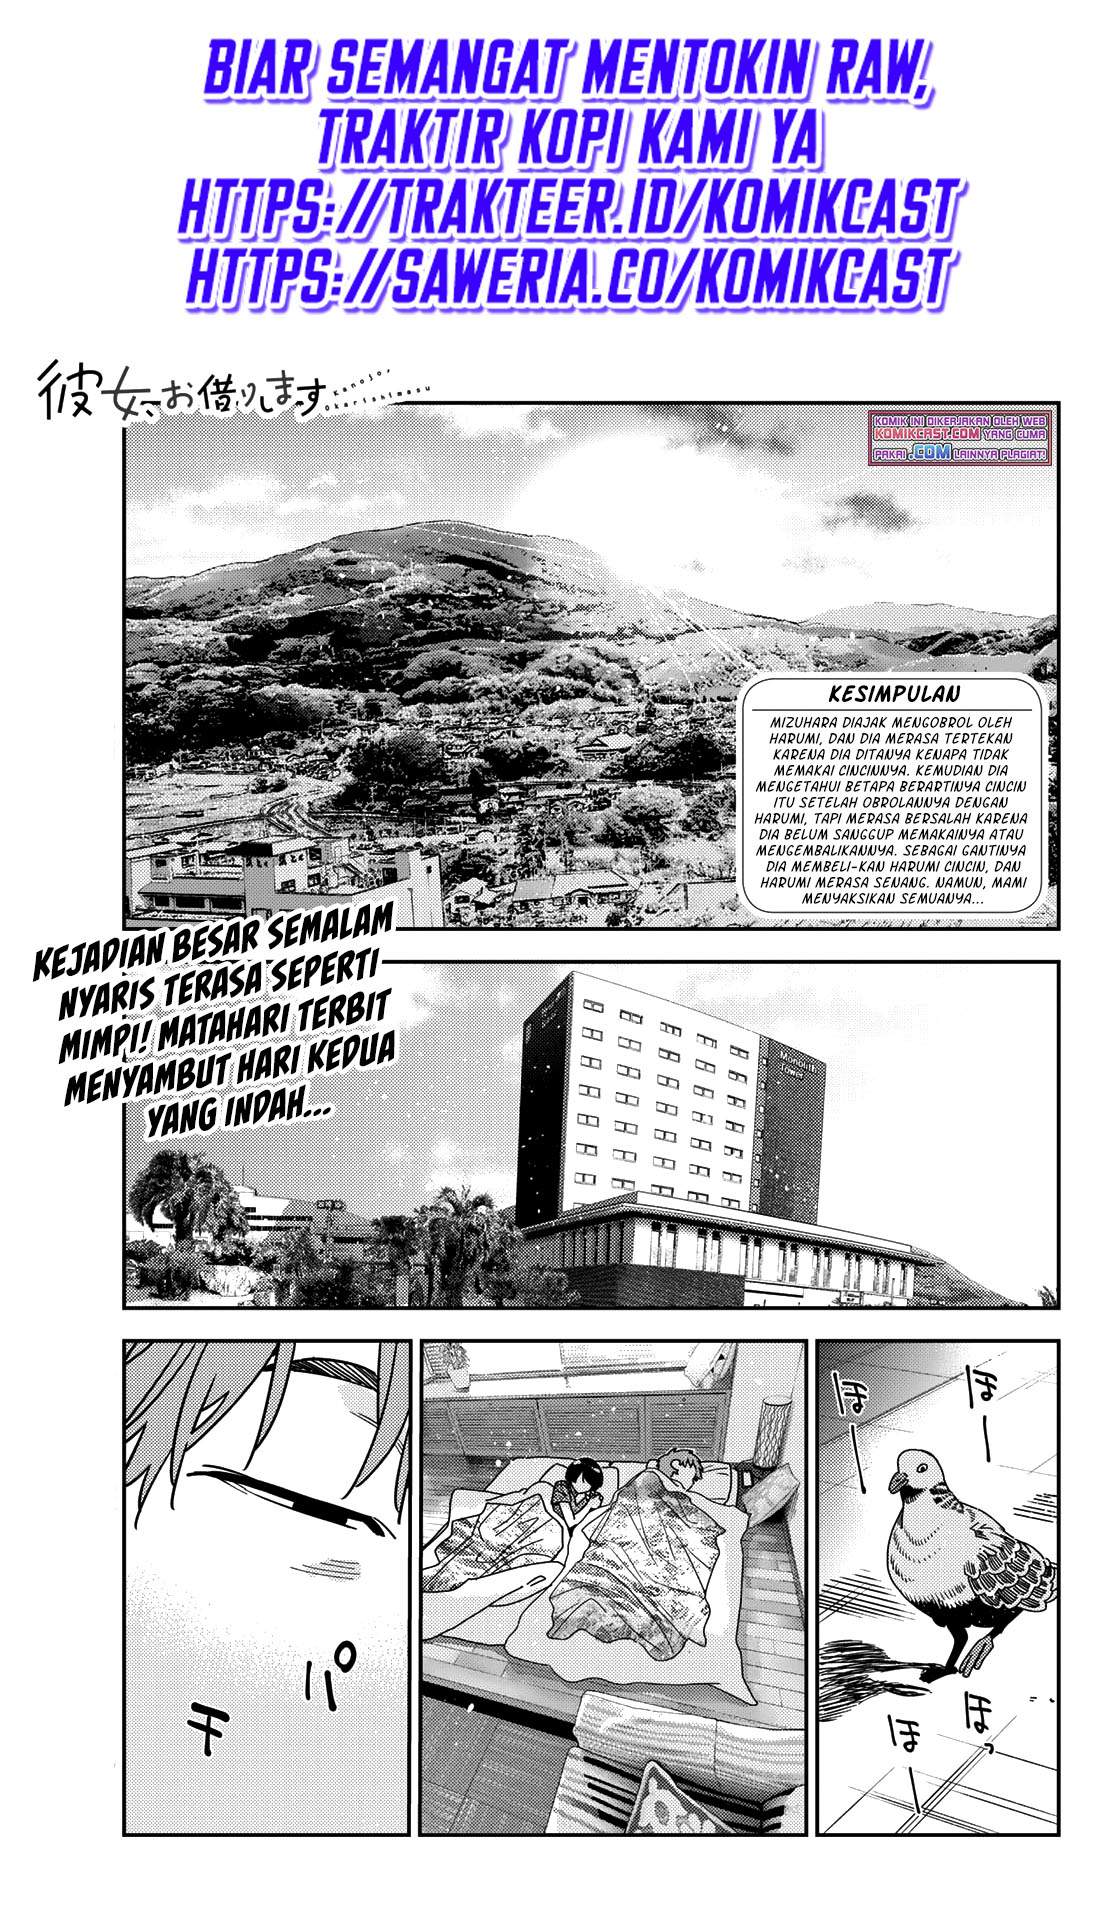 BIAR SEMANGAT MENTOKIN RAW,
TRAKTIR KOPI KAMI YA
HTTPS://TRAKTEER.ID/KOMIKCAST
HTTPS://SAWERIA.CO/KOMIKCAST
彼女、お借りします
Kanojo, Okarishimasu
KOMIK INI DIKERJAKAN OLEH WEB
KOMIKCAST.COM YANG CUMA
PAKAI .COM LAINNYA PLAGIAT!
KESIMPULAN
MIZUHARA DIAJAK MENGOBROL OLEH
HARUMI, DAN DIA MERASA TERTEKAN
KARENA DIA DITANYA KENAPA TIDAK
MEMAKAI CINCINNYA. KEMUDIAN DIA
MENGETAHUI BETAPA BERARTINYA CINCIN
ITU SETELAH OBROLANNYA DENGAN
HARUMI, TAPI MERASA BERSALAH KARENA
DIA BELUM SANGGUP MEMAKAINYA ATAU
MENGEMBALIKANNYA. SEBAGAI GANTINYA
DIA MEMBELI-KAN HARUMI CINCIN, DAN
HARUMI MERASA SENANG. NAMUN, MAMI
MENYAKSIKAN SEMUANYA...
KEJADIAN BESAR SEMALAM
NYARIS TERASA SEPERTI
MIMPI! MATAHARI TERBIT
MENYAMBUT HARI KEDUA
YANG INDAH...
Monolith
Tower
ほー
ほー
ほっ
ほー
パ
チ